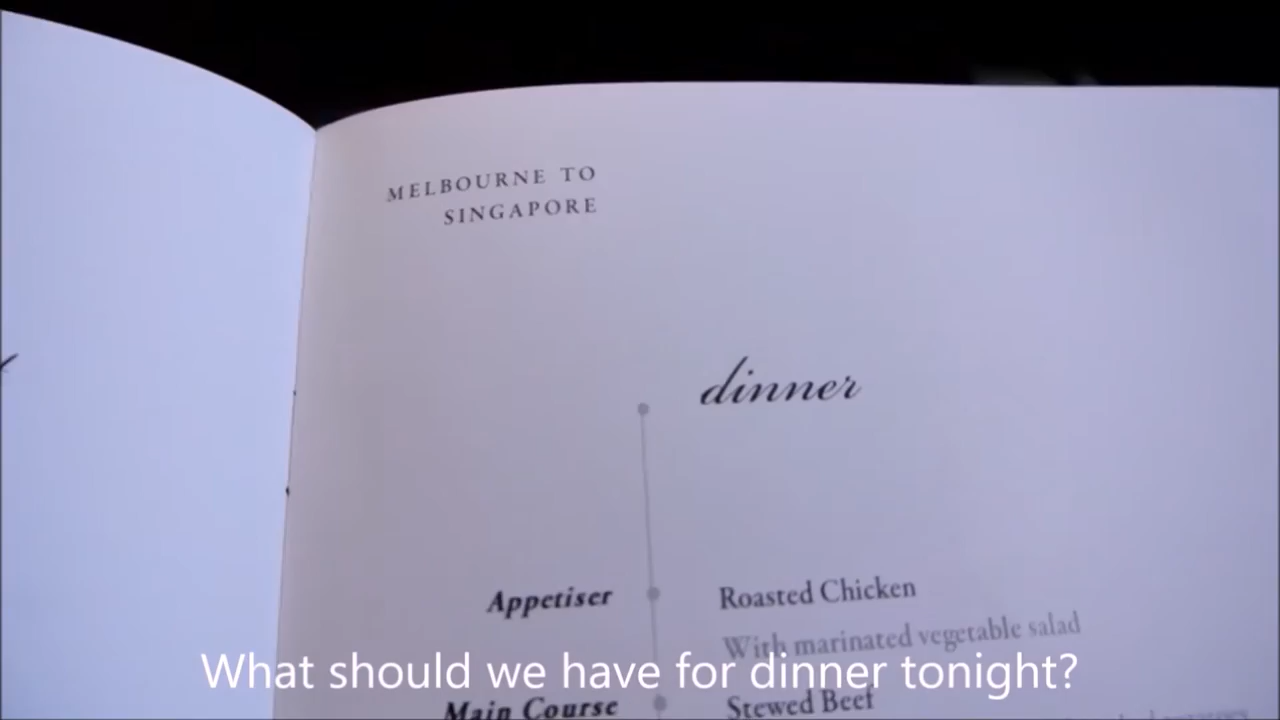 MELBOURNE TO
SINGAPORE
dinner
Appetiser Roasted Chicken
With marinated vegetable salad
What should we have for dinner tonight?
Main Course Stewed Beef